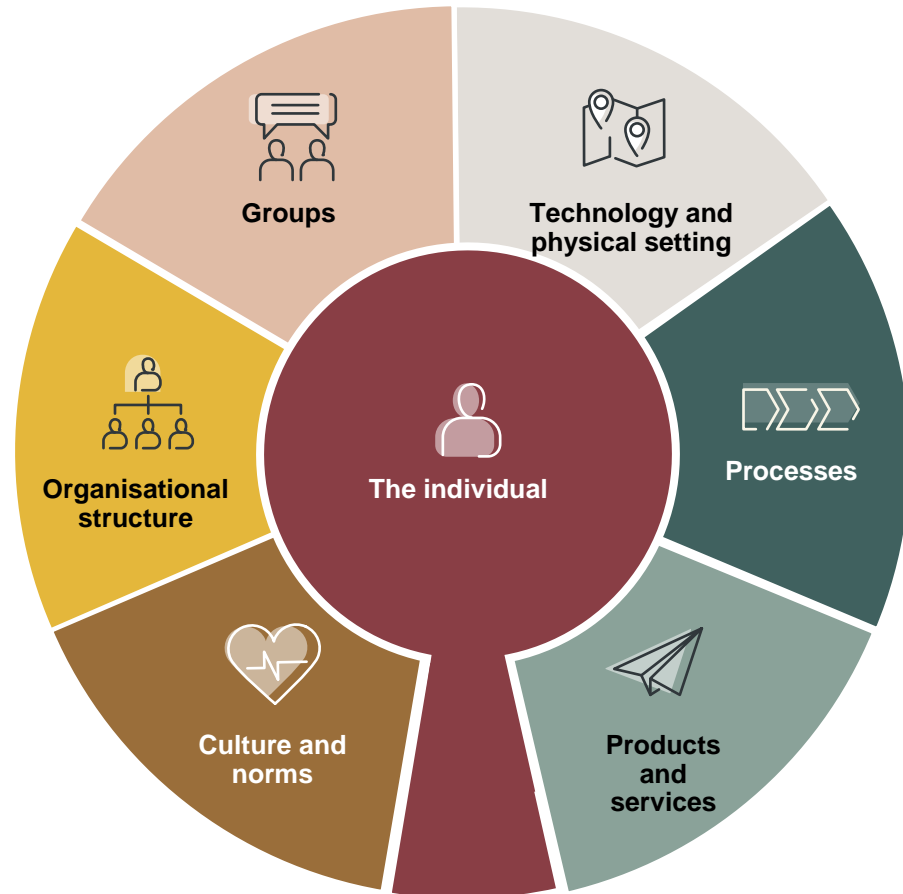 Groups
Technology and
physical setting
Organisational
structure
The individual
Processes
Culture and
norms
Products
and
services